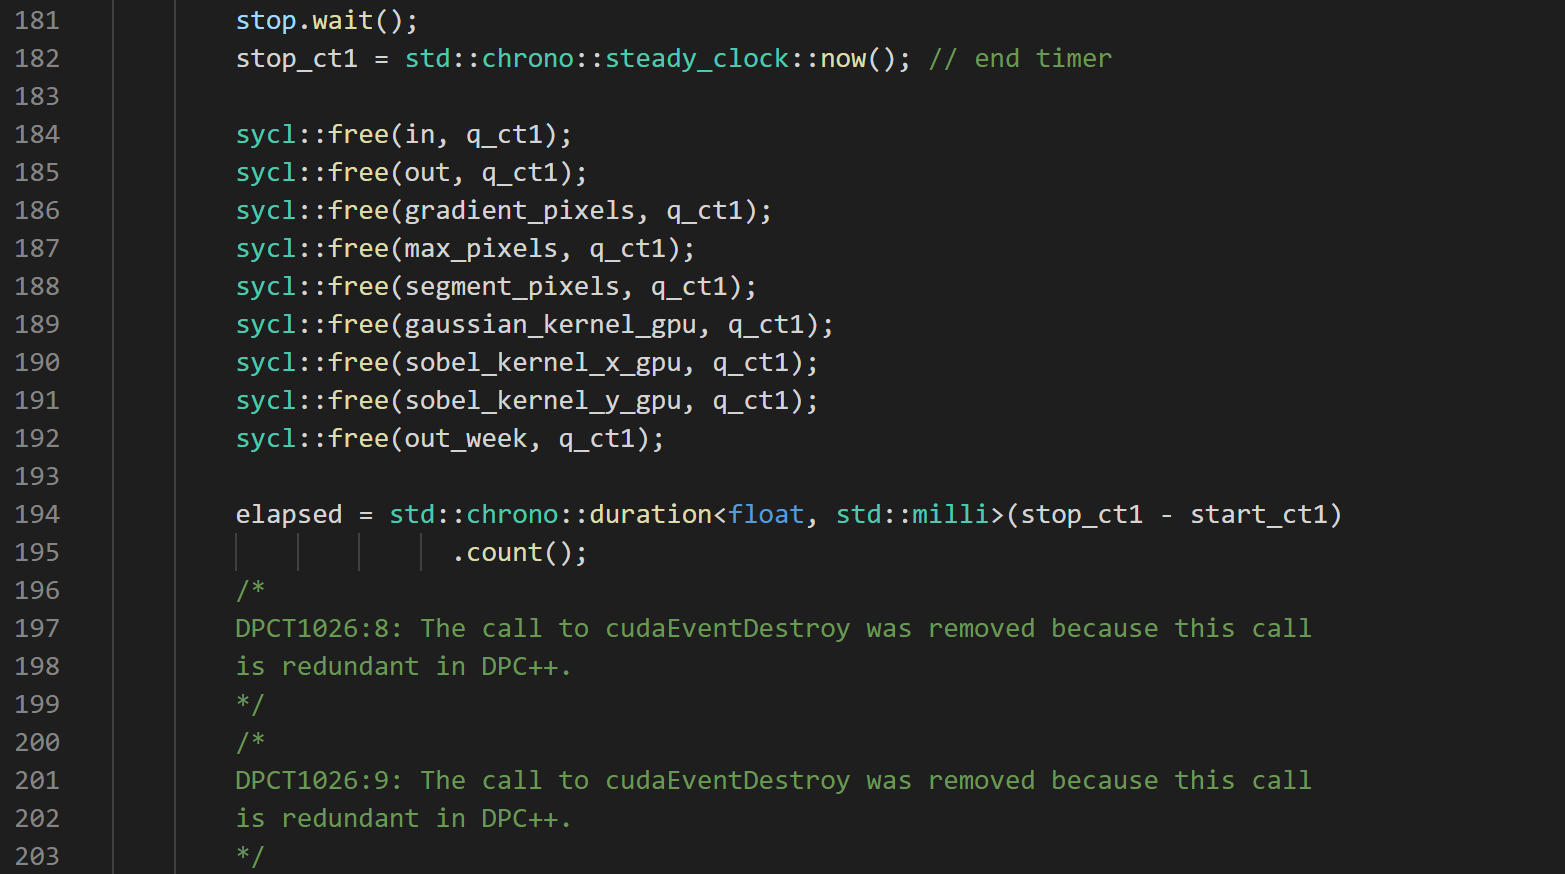 181 stop.wait();
182 stop_ct1 = std::chrono::steady_clock::now(); // end timer
183
184 sycl::free(in, q_ct1);
185 sycl::free(out, q_ct1);
186 sycl::free(gradient_pixels, q_ct1);
187 sycl::free(max_pixels, q_ct1);
188 sycl::free(segment_pixels, q_ct1);
189 sycl::free(gaussian_kernel_gpu, q_ct1);
190 sycl::free(sobel_kernel_x_gpu, q_ct1);
191 sycl::free(sobel_kernel_y_gpu, q_ct1);
192 sycl::free(out_week, q_ct1);
193
194 elapsed = std::chrono::duration<float, std::milli>(stop_ct1 - start_ct1)
195 .count();
196 /*
197 DPCT1026:8: The call to cudaEventDestroy was removed because this call
198 is redundant in DPC++.
199 */
200 /*
201 DPCT1026:9: The call to cudaEventDestroy was removed because this call
202 is redundant in DPC++.
203 */